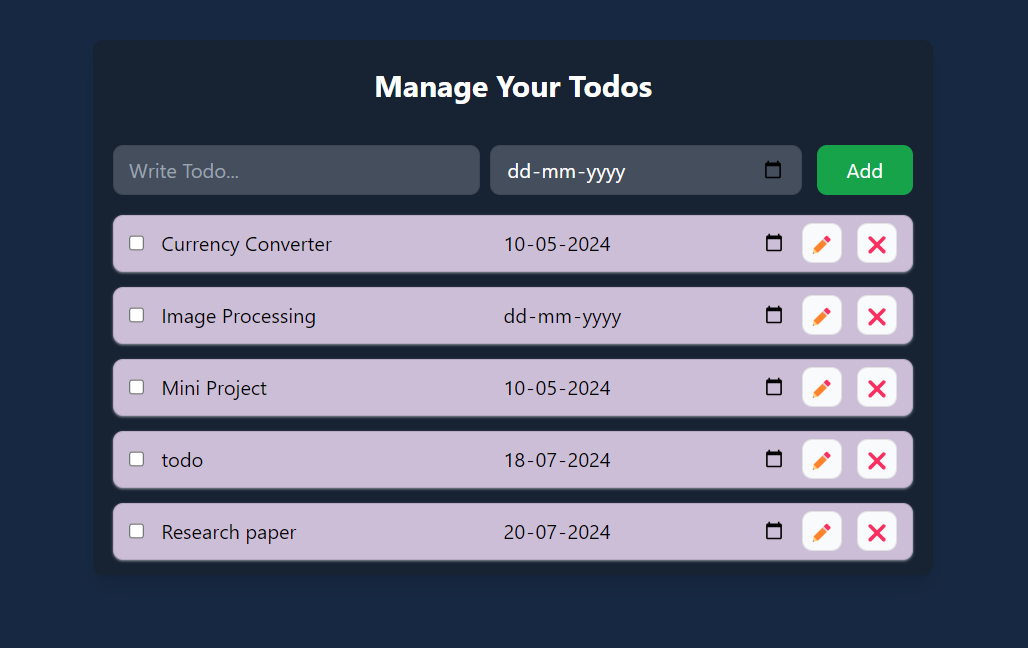 Manage Your Todos
Write Todo... dd-mm-yyyy Add
Currency Converter 10-05-2024
Image Processing dd-mm-yyyy
Mini Project 10-05-2024
todo 18-07-2024
Research paper 20-07-2024